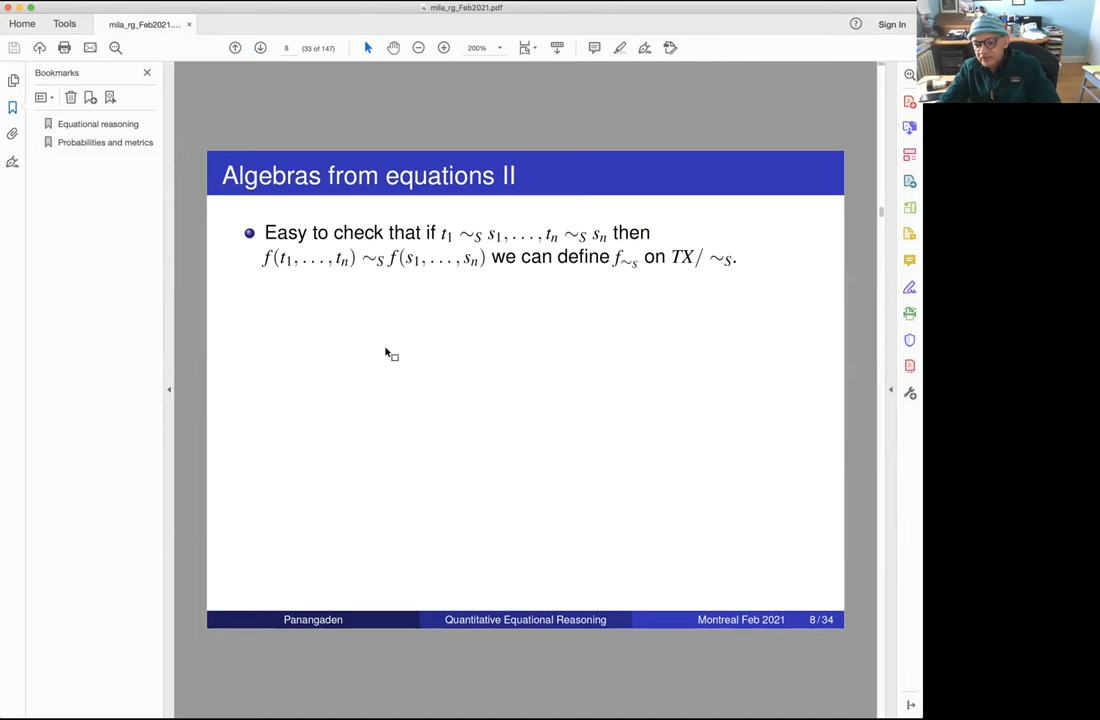 mila_rg_Feb2021.pdf
Home Tools mila_rg_Feb2021.... × Sign In
8 (33 of 147) 200%
Bookmarks
Equational reasoning
Probabilities and metrics
Algebras from equations II
Easy to check that if t₁ ∼S s₁, . . . , tₙ ∼S sₙ then
f(t₁, . . . , tₙ) ∼S f(s₁, . . . , sₙ) we can define f∼S on TX/ ∼S.
Panangaden Quantitative Equational Reasoning Montreal Feb 2021 8 / 34